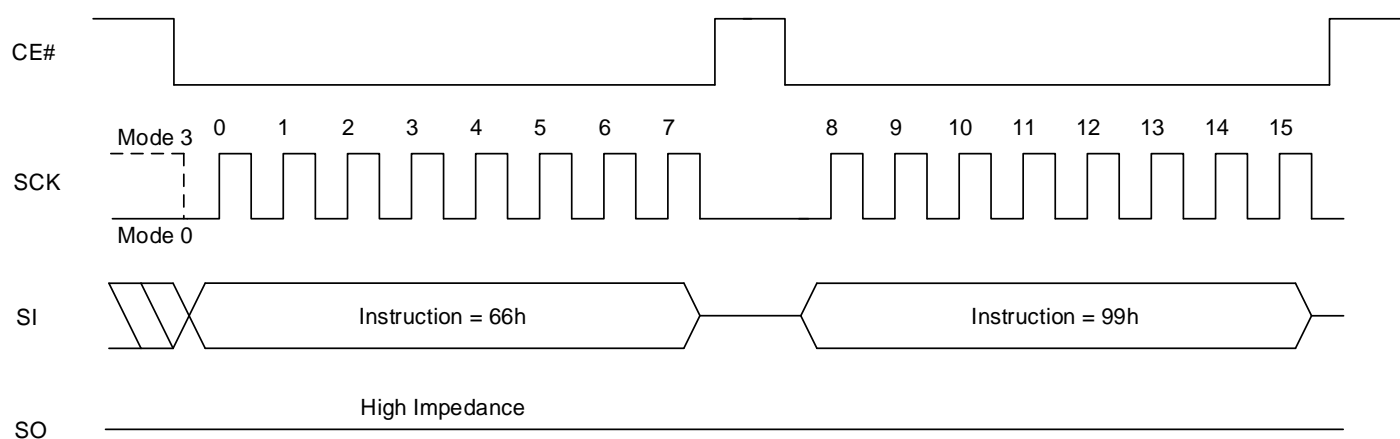 CE#
Mode 3 0 1 2 3 4 5 6 7 8 9 10 11 12 13 14 15
SCK
Mode 0
SI Instruction = 66h Instruction = 99h
High Impedance
SO